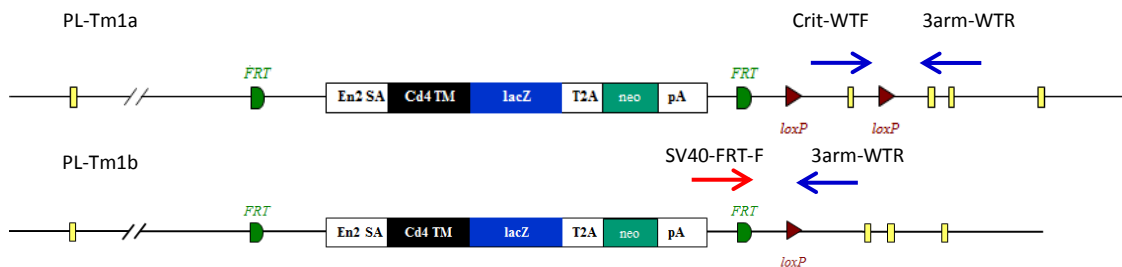 PL-Tm1a
Crit-WTF 3arm-WTR
FRT FRT
En2 SA Cd4 TM lacZ T2A neo pA
loxP loxP
PL-Tm1b
SV40-FRT-F 3arm-WTR
FRT FRT
En2 SA Cd4 TM lacZ T2A neo pA
loxP